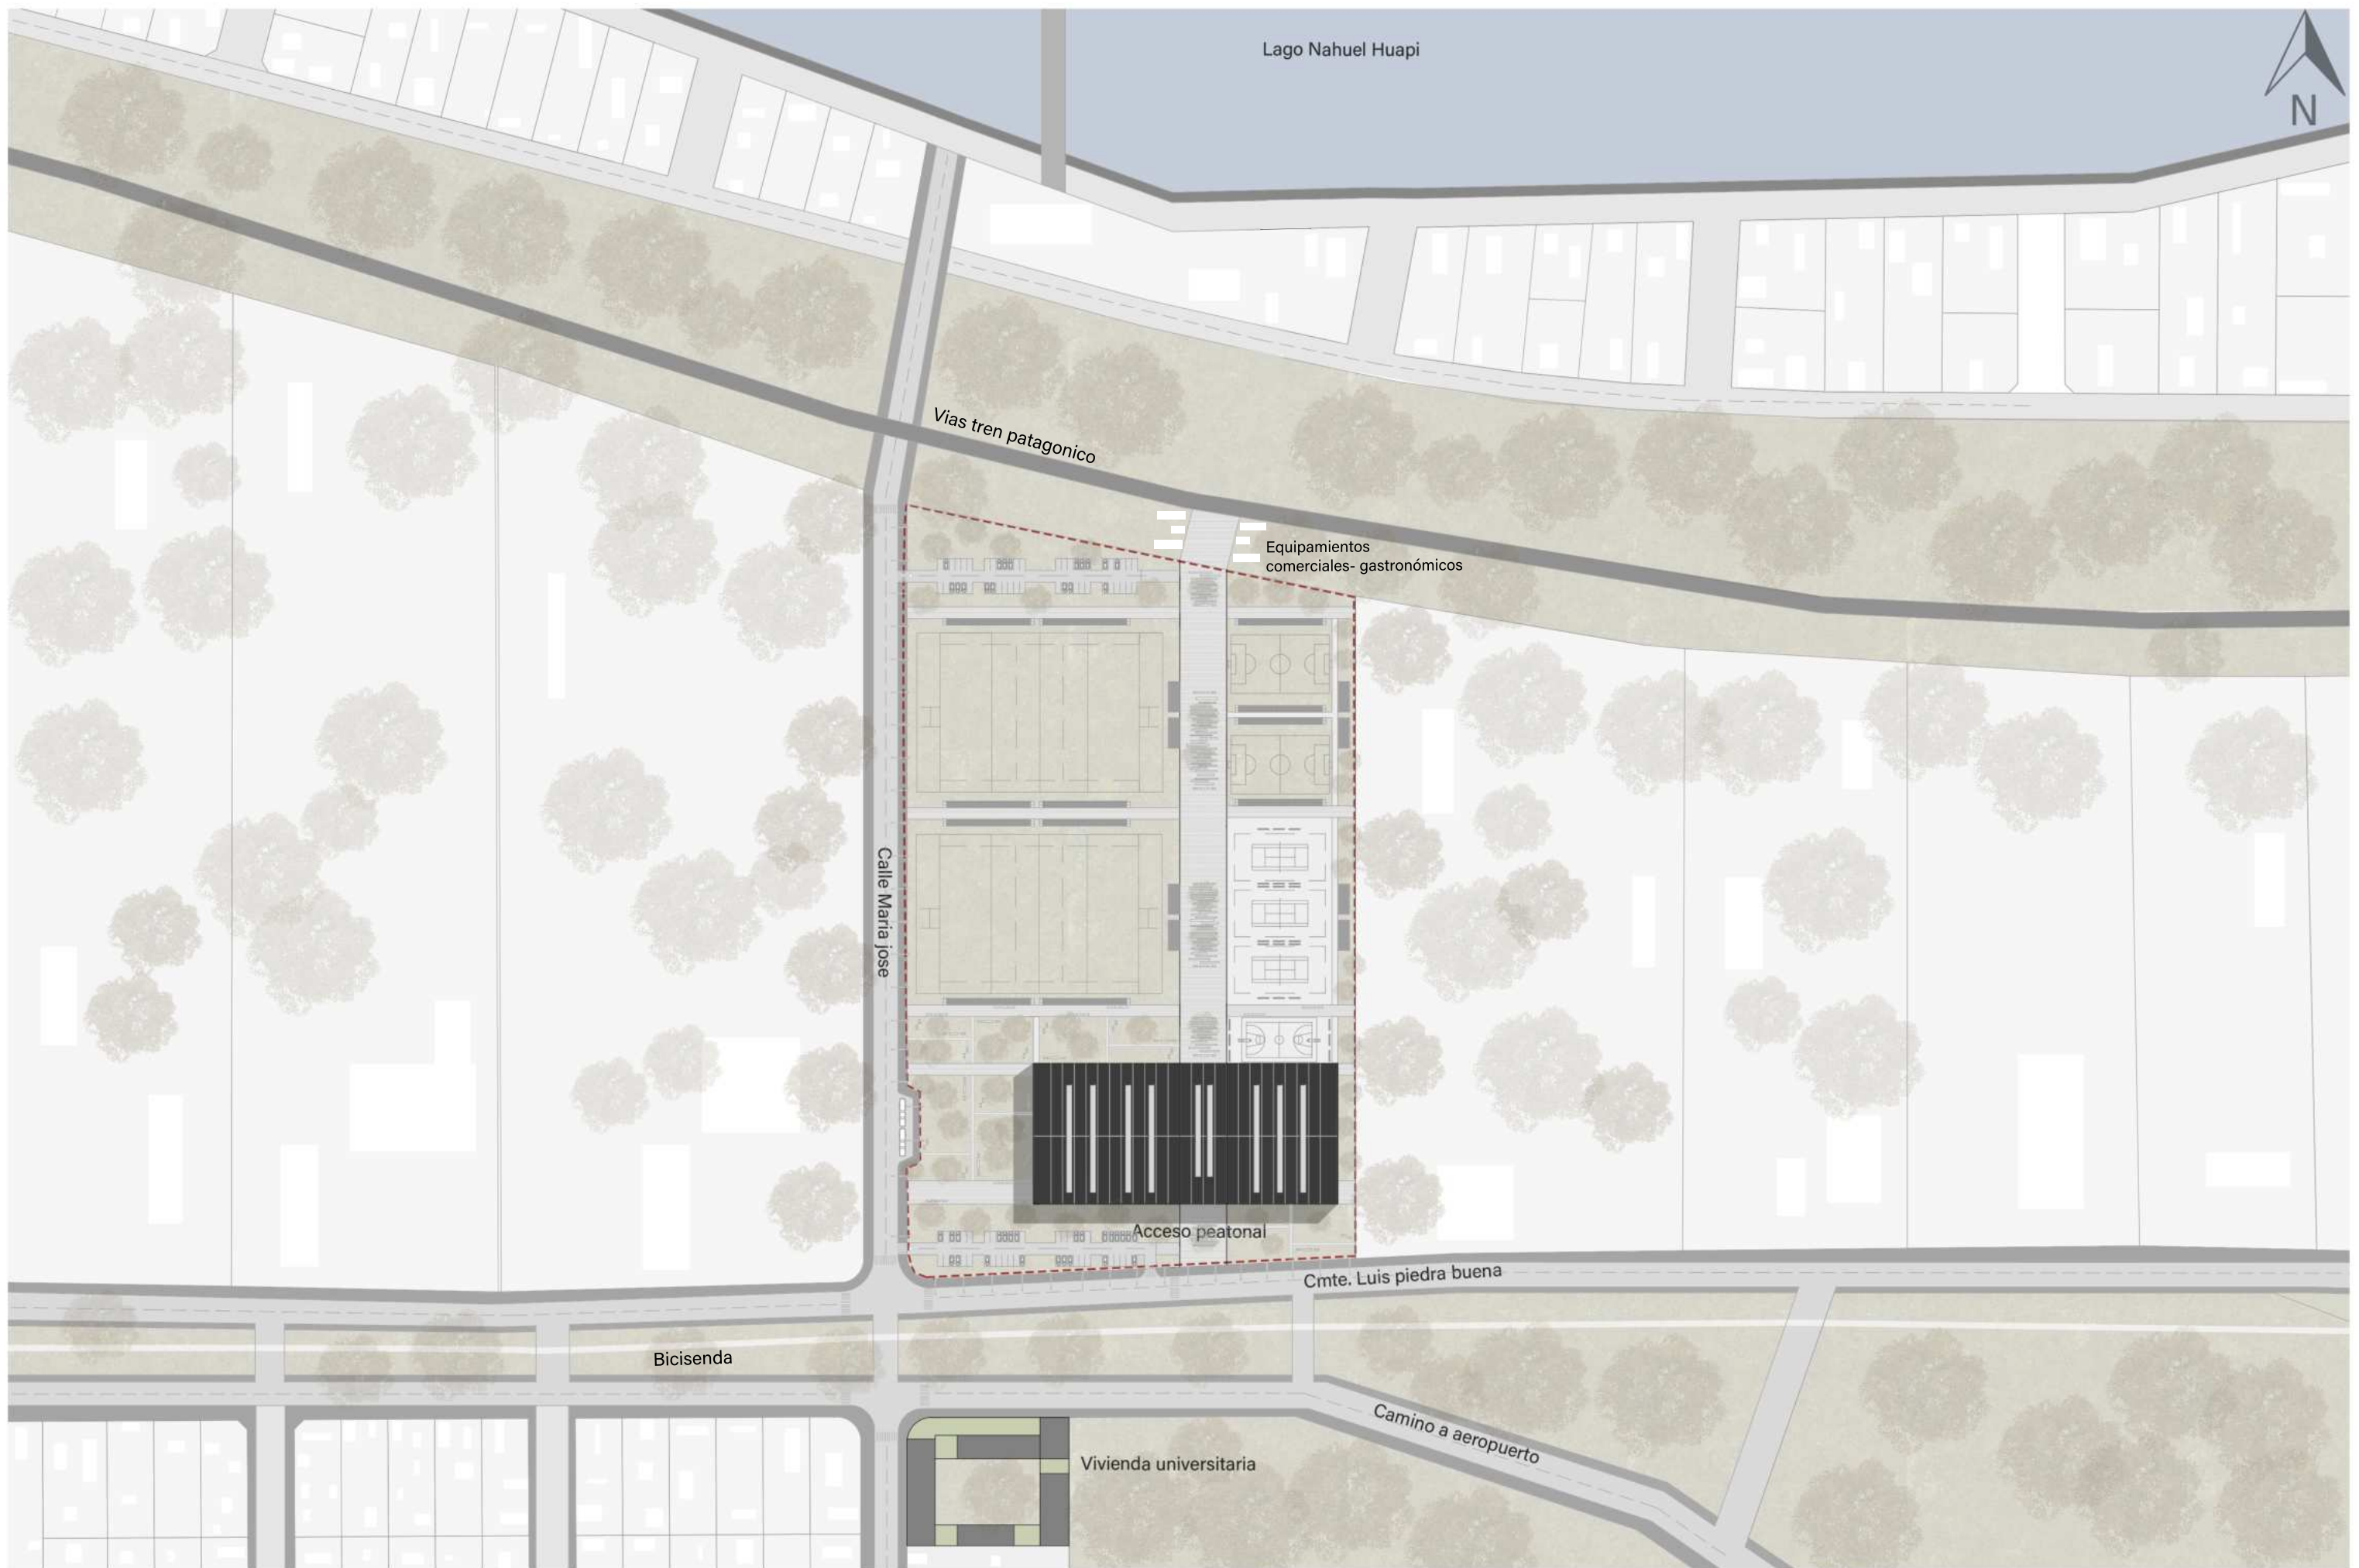 Lago Nahuel Huapi
N
Vias tren patagonico
Equipamientos
comerciales- gastronómicos
Calle Maria jose
Acceso peatonal
Cmte. Luis piedra buena
Bicisenda
Camino a aeropuerto
Vivienda universitaria